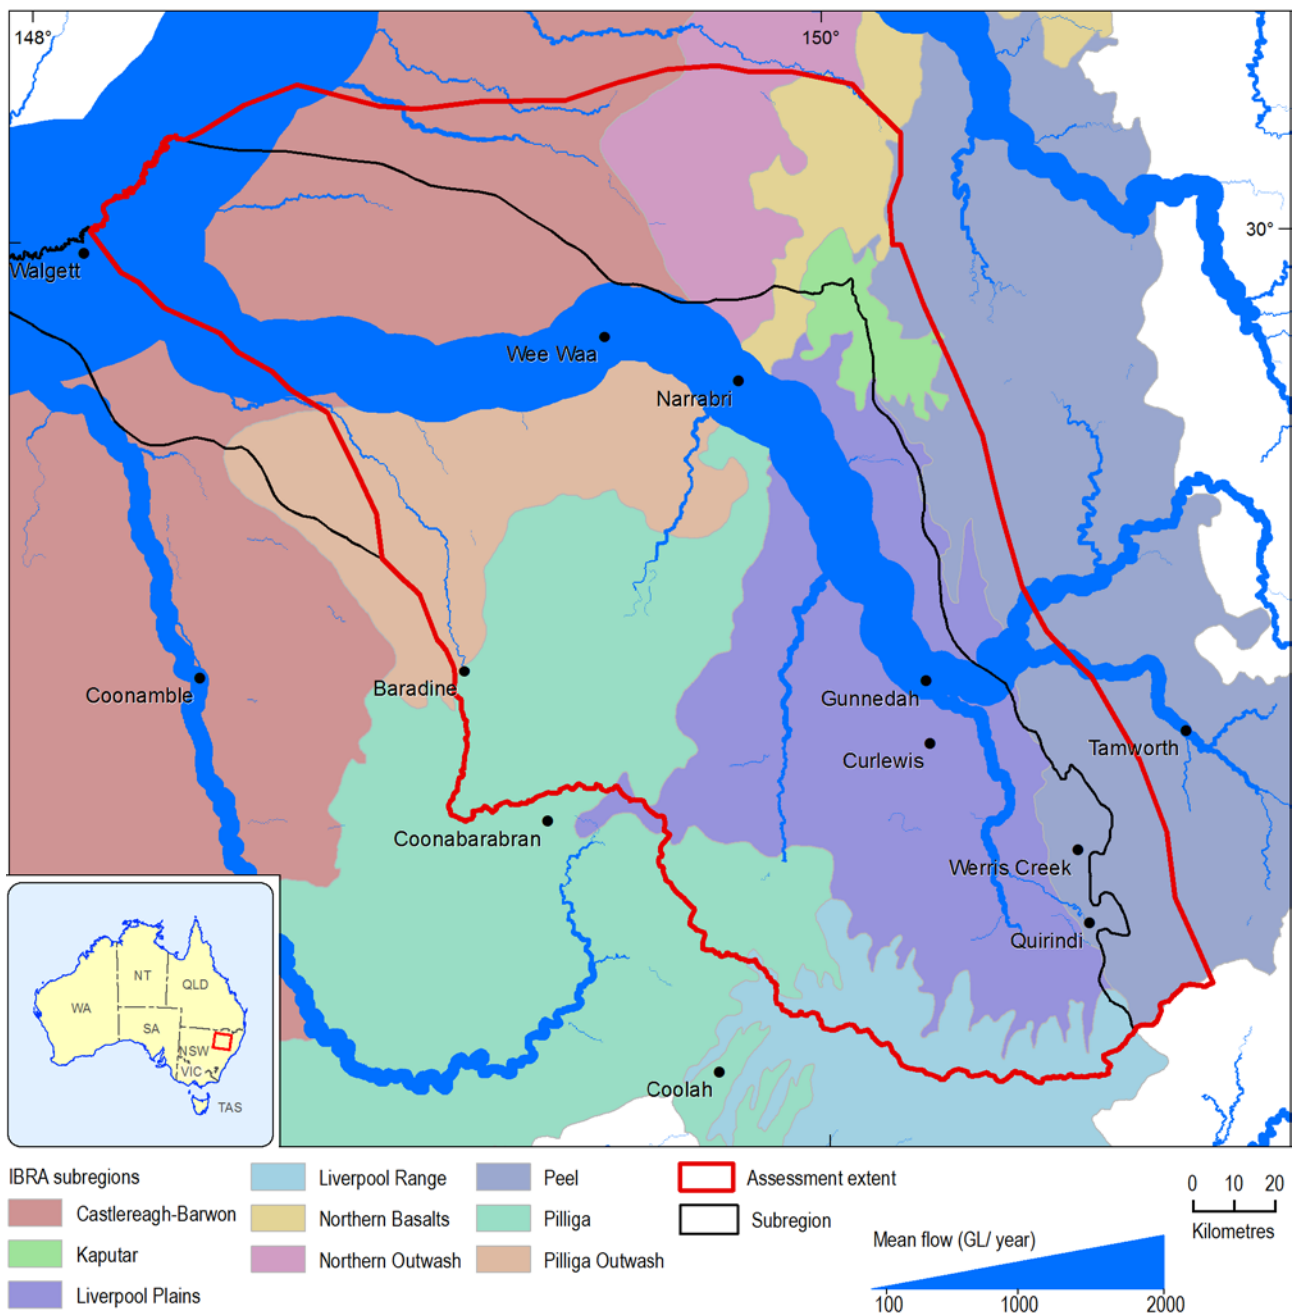 148°
150°
30°
Walgett
Wee Waa
Narrabri
Baradine
Coonamble
Gunnedah
Curlewis
Tamworth
Coonabarabran
Werris Creek
Quirindi
Coolah
NT
QLD
WA
SA
NSW
VIC
TAS
IBRA subregions
Castlereagh-Barwon
Kaputar
Liverpool Plains
Liverpool Range
Northern Basalts
Northern Outwash
Peel
Pilliga
Pilliga Outwash
Assessment extent
Subregion
Mean flow (GL/ year)
100 1000 2000
0 10 20
Kilometres